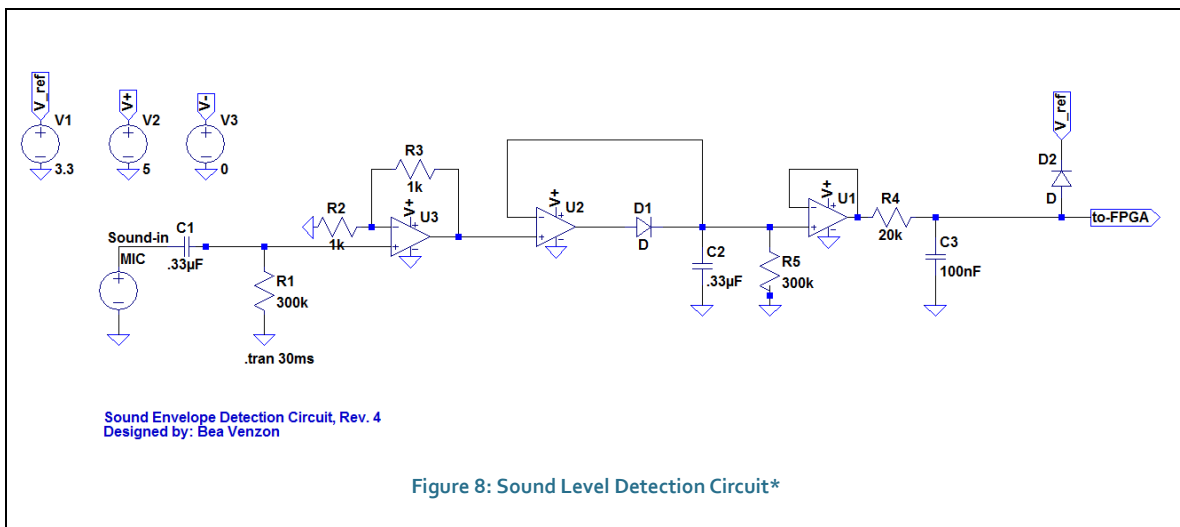 V_ref
V1
3.3
V+
V2
5
V-
V3
0
Sound-in
MIC
C1
.33µF
R1
300k
.tran 30ms
R2
1k
R3
1k
V+
U3
V+
U2
D1
D
C2
.33µF
R5
300k
V+
U1
R4
20k
C3
100nF
V_ref
D2
D
to-FPGA
Sound Envelope Detection Circuit, Rev. 4
Designed by: Bea Venzon
Figure 8: Sound Level Detection Circuit*